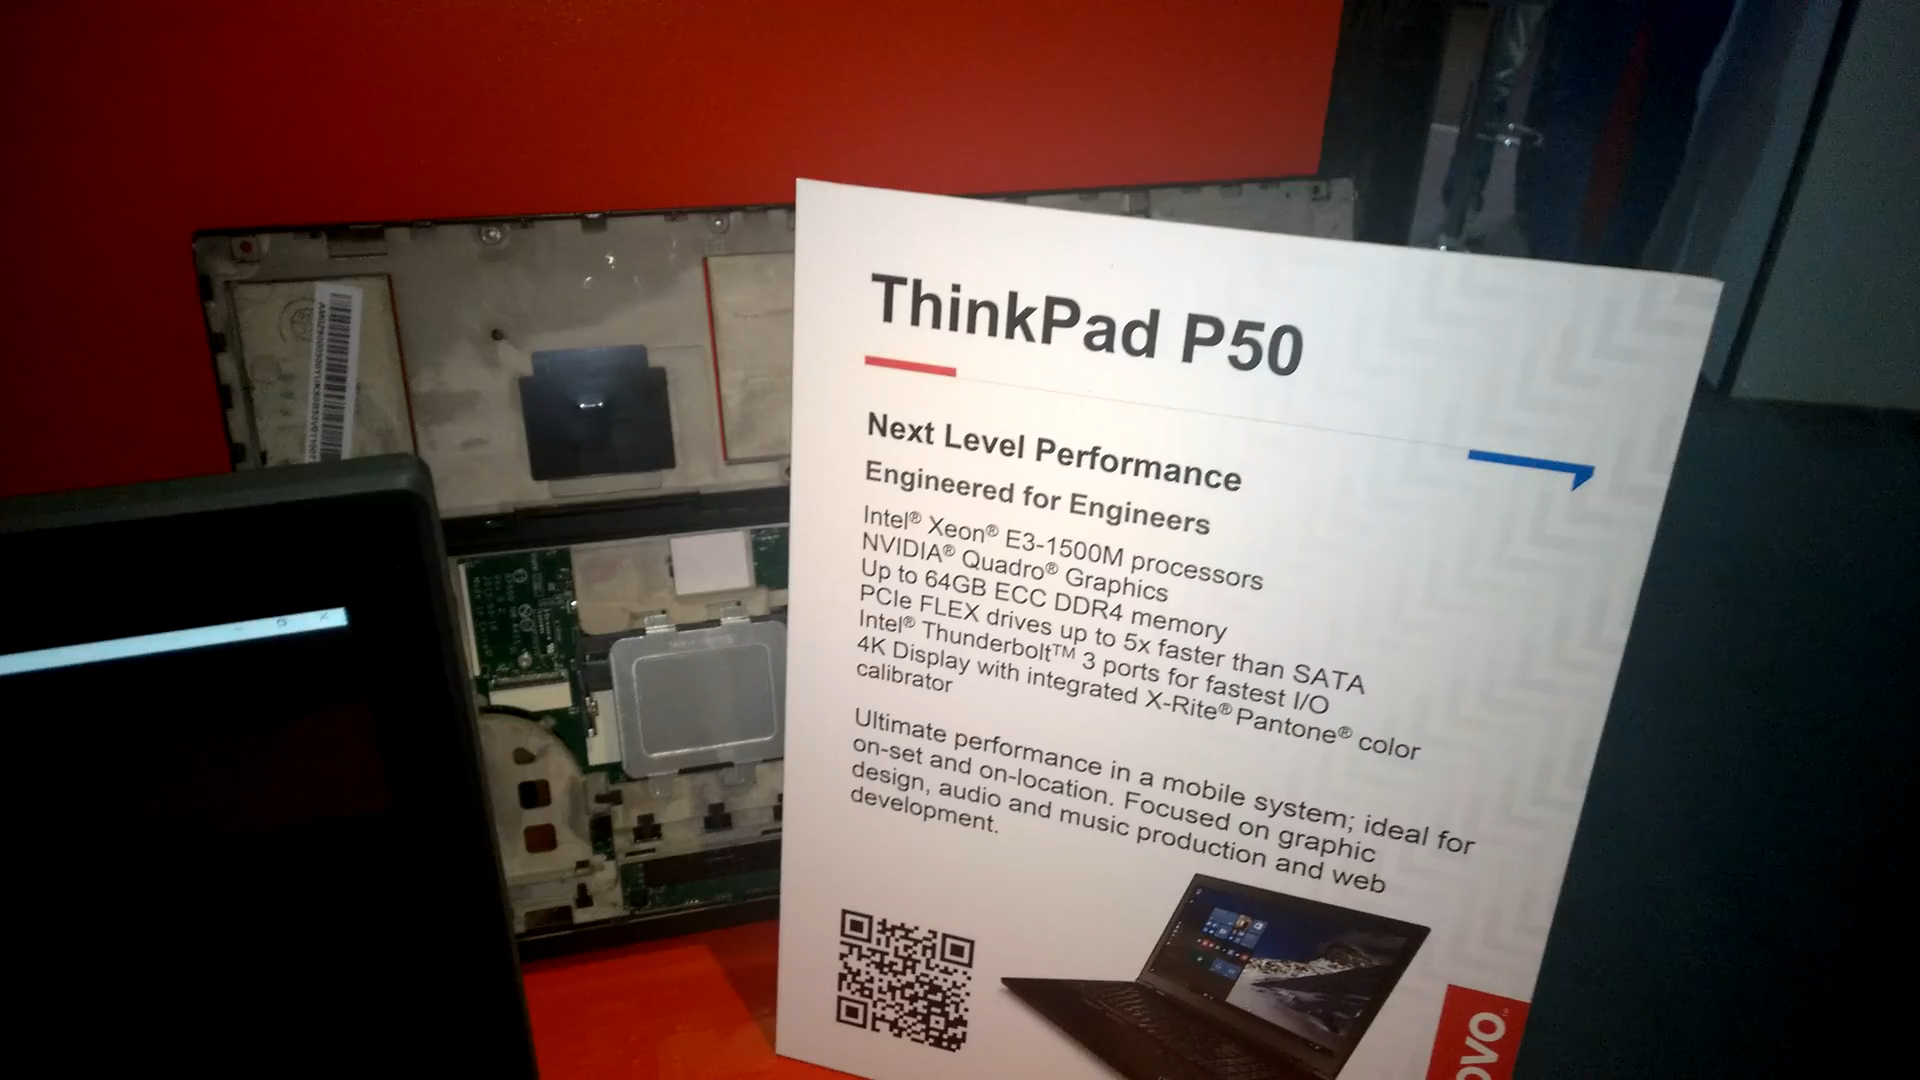 ThinkPad P50
Next Level Performance
Engineered for Engineers
Intel® Xeon® E3-1500M processors
NVIDIA® Quadro® Graphics
Up to 64GB ECC DDR4 memory
PCIe FLEX drives up to 5x faster than SATA
Intel® Thunderbolt™ 3 ports for fastest I/O
4K Display with integrated X-Rite® Pantone® color
calibrator
Ultimate performance in a mobile system; ideal for
on-set and on-location. Focused on graphic
design, audio and music production and web
development.